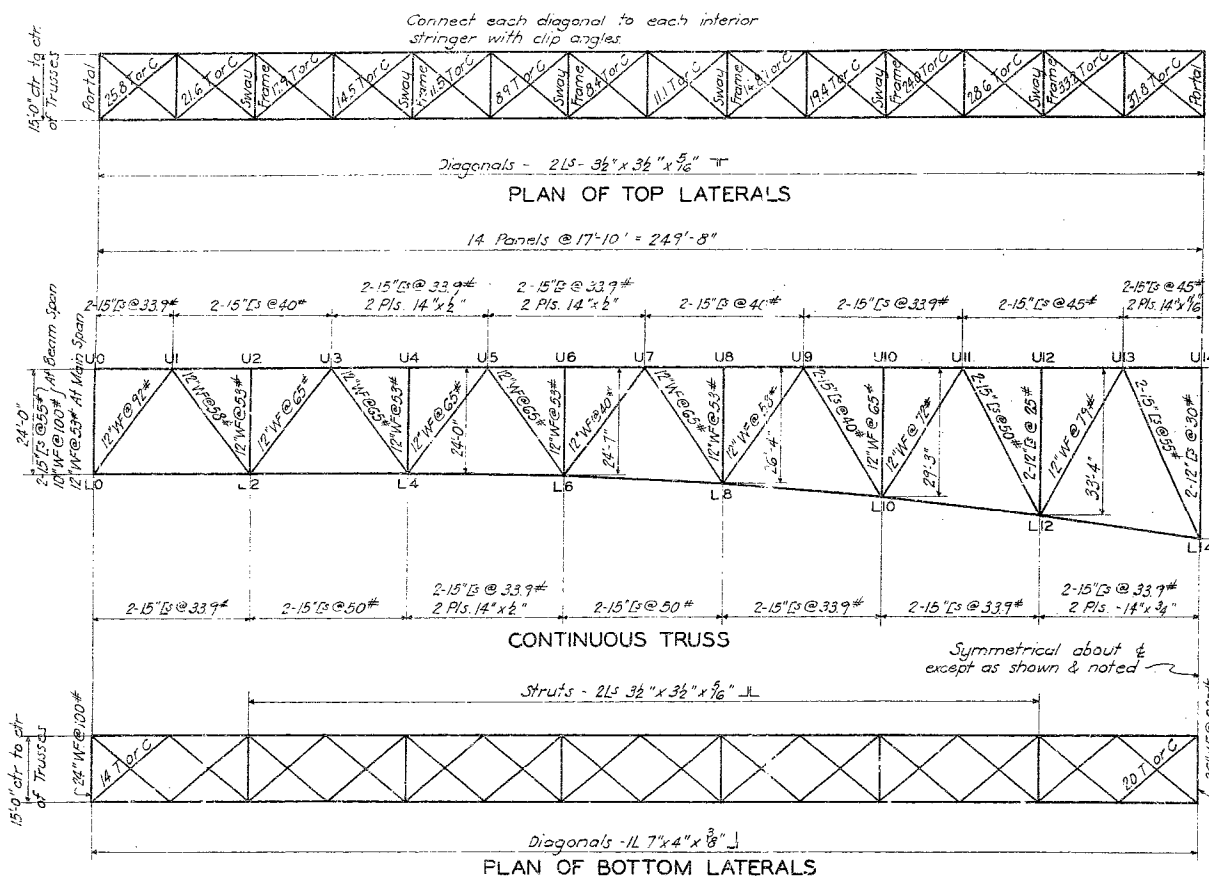 Connect each diagonal to each interior
stringer with clip angles
15'-0" ctr to ctr.
of Trusses
Portal
25.8 T or C
21.6 T or C
Sway
Frame
17.9 T or C
14.5 T or C
Sway
Frame
11.5 T or C
8.9 T or C
Sway
Frame
8.4 T or C
11.1 T or C
Sway
Frame
T or C
19.4 T or C
Sway
Frame
24.0 T or C
28.6 T or C
Sway
Frame
T or C
37.8 T or C
Portal
Diagonals - 2Ls - 3½" x 3½" x 5/16"
PLAN OF TOP LATERALS
14 Panels @ 17'-10" = 249'-8"
2-15"[s @ 33.9#
2-15"[s @ 40#
2-15"[s @ 33.9#
2 Pls. 14" x ½"
2-15"[s @ 33.9#
2 Pls. 14" x ½"
2-15"[s @ 40#
2-15"[s @ 33.9#
2-15"[s @ 45#
2-15"[s @ 45#
2 Pls. 14" x 11/16"
U0 U1 U2 U3 U4 U5 U6 U7 U8 U9 U10 U11 U12 U13 U14
24'-0"
2-15"[s @ 55#
10"WF @ 100#
At Beam Span
12"WF @ 53# At Main Span
12"WF @ 92#
12"WF @ 58#
12"WF @ 53#
12"WF @ 65#
12"WF @ 65#
12"WF @ 53#
12"WF @ 65#
24'-0"
12"WF @ 65#
12"WF @ 53#
12"WF @ 40#
24'-7"
12"WF @ 65#
12"WF @ 53#
12"WF @ 53#
26'-4"
2-15"[s @ 40#
12"WF @ 65#
12"WF @ 72#
29'-3"
2-15"[s @ 50#
2-12"[s @ 25#
12"WF @ 79#
33'-4"
2-15"[s @ 55#
2-12"[s @ 30#
L0 L2 L4 L6 L8 L10 L12 L14
2-15"[s @ 33.9#
2-15"[s @ 50#
2-15"[s @ 33.9#
2 Pls. 14" x ½"
2-15"[s @ 50#
2-15"[s @ 33.9#
2-15"[s @ 33.9#
2-15"[s @ 33.9#
2 Pls. - 14" x ¾"
CONTINUOUS TRUSS
Symmetrical about ℄
except as shown & noted
Struts - 2Ls 3½" x 3½" x 5/16"
15'-0" ctr to ctr
of Trusses
24"WF @ 100#
14 T or C
20 T or C
Diagonals - 1L 7" x 4" x 3/8"
PLAN OF BOTTOM LATERALS